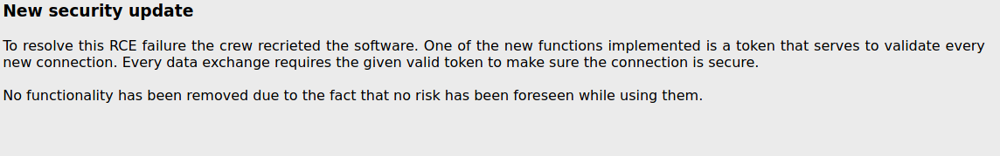 New security update
To resolve this RCE failure the crew recrieted the software. One of the new functions implemented is a token that serves to validate every
new connection. Every data exchange requires the given valid token to make sure the connection is secure.
No functionality has been removed due to the fact that no risk has been foreseen while using them.